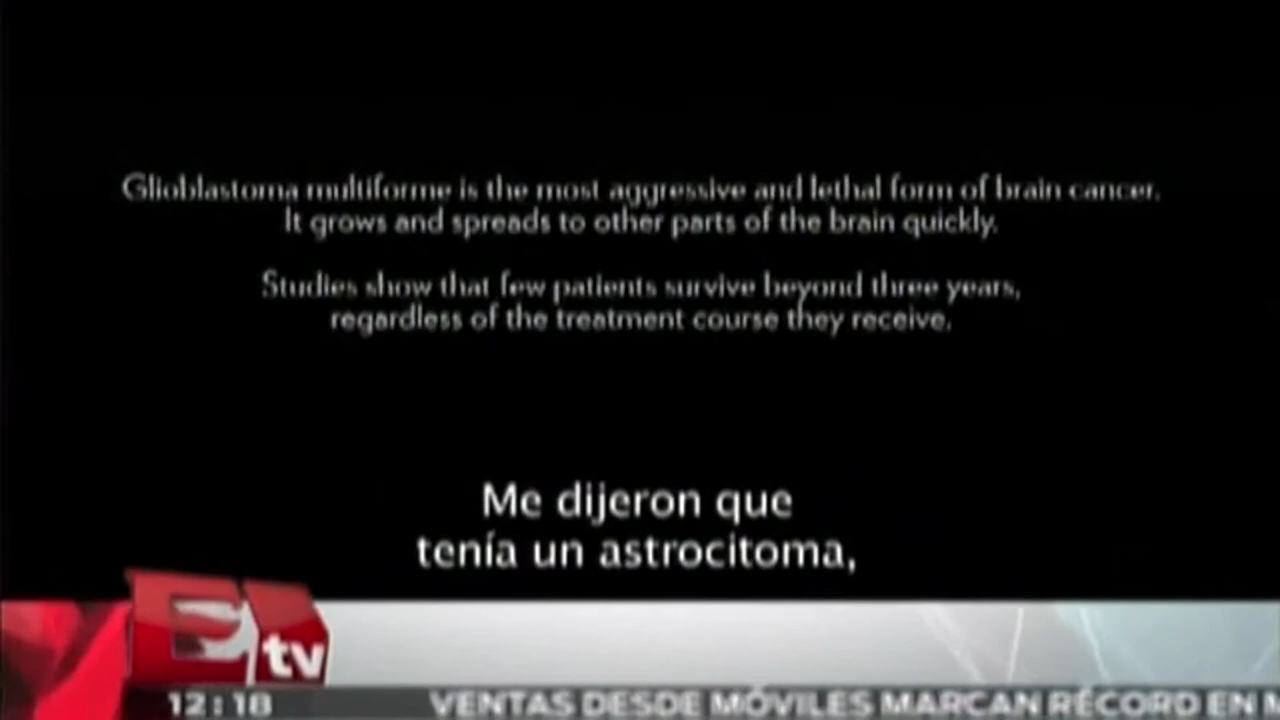 Glioblastoma multiforme is the most aggressive and lethal form of brain cancer.
It grows and spreads to other parts of the brain quickly.
Studies show that few patients survive beyond three years,
regardless of the treatment course they receive.
Me dijeron que
tenía un astrocitoma,
tv
12:18
VENTAS DESDE MÓVILES MARCAN RÉCORD EN